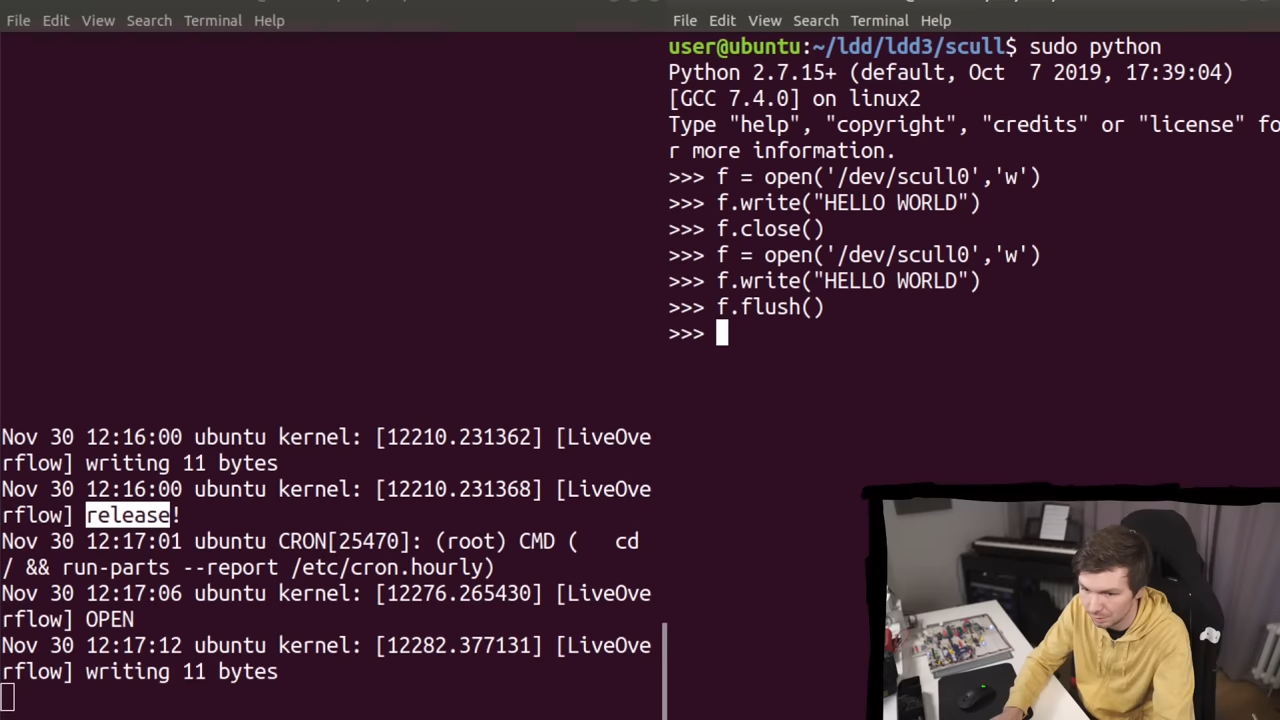 File Edit View Search Terminal Help
Nov 30 12:16:00 ubuntu kernel: [12210.231362] [LiveOve
rflow] writing 11 bytes
Nov 30 12:16:00 ubuntu kernel: [12210.231368] [LiveOve
rflow] release!
Nov 30 12:17:01 ubuntu CRON[25470]: (root) CMD (   cd
/ && run-parts --report /etc/cron.hourly)
Nov 30 12:17:06 ubuntu kernel: [12276.265430] [LiveOve
rflow] OPEN
Nov 30 12:17:12 ubuntu kernel: [12282.377131] [LiveOve
rflow] writing 11 bytes
File Edit View Search Terminal Help
user@ubuntu:~/ldd/ldd3/scull$ sudo python
Python 2.7.15+ (default, Oct  7 2019, 17:39:04)
[GCC 7.4.0] on linux2
Type "help", "copyright", "credits" or "license" fo
r more information.
>>> f = open('/dev/scull0','w')
>>> f.write("HELLO WORLD")
>>> f.close()
>>> f = open('/dev/scull0','w')
>>> f.write("HELLO WORLD")
>>> f.flush()
>>>